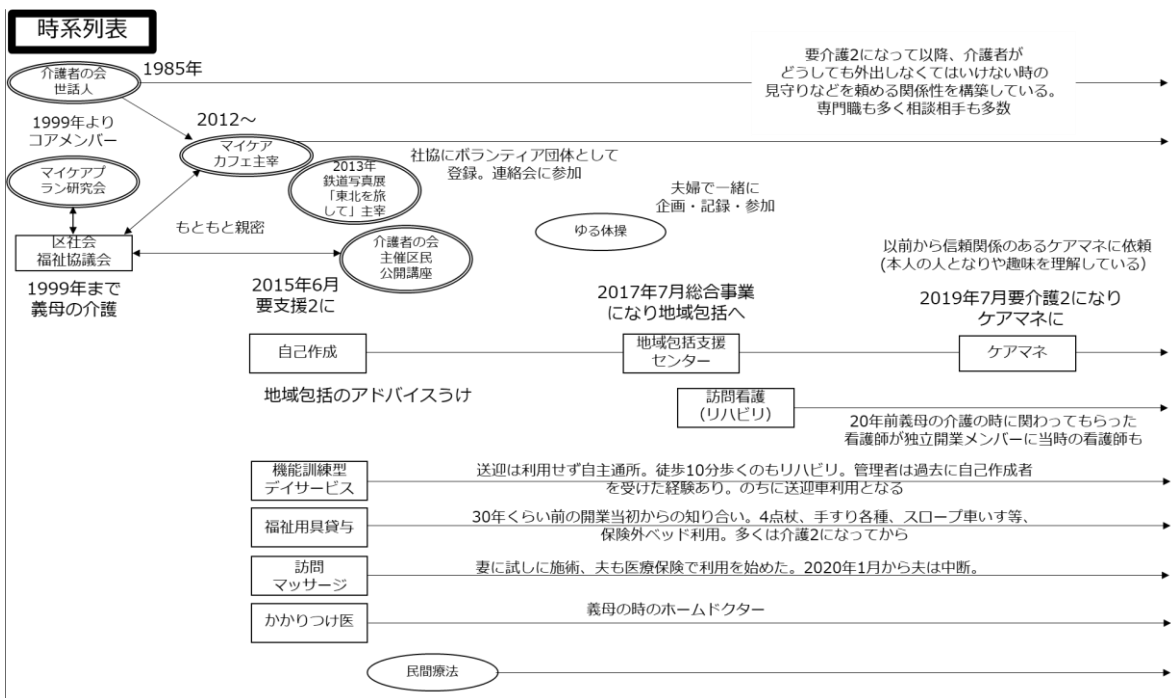 時系列表
介護者の会
世話人
1985年
要介護2になって以降、介護者が
どうしても外出しなくてはいけない時の
見守りなどを頼める関係性を構築している。
専門職も多く相談相手も多数
1999年より
コアメンバー
2012～
マイケア
カフェ主宰
マイケアプ
ラン研究会
2013年
鉄道写真展
「東北を旅
して」主宰
社協にボランティア団体として
登録。連絡会に参加
夫婦で一緒に
企画・記録・参加
ゆる体操
もともと親密
区社会
福祉協議会
介護者の会
主催区民
公開講座
以前から信頼関係のあるケアマネに依頼
(本人の人となりや趣味を理解している)
1999年まで
義母の介護
2015年6月
要支援2に
2017年7月総合事業
になり地域包括へ
2019年7月要介護2になり
ケアマネに
自己作成
地域包括支援
センター
ケアマネ
地域包括のアドバイスうけ
訪問看護
(リハビリ)
20年前義母の介護の時に関わってもらった
看護師が独立開業メンバーに当時の看護師も
機能訓練型
デイサービス
送迎は利用せず自主通所。徒歩10分歩くのもリハビリ。管理者は過去に自己作成者
を受けた経験あり。のちに送迎車利用となる
福祉用具貸与
30年くらい前の開業当初からの知り合い。4点杖、手すり各種、スロープ車いす等、
保険外ベッド利用。多くは介護2になってから
訪問
マッサージ
妻に試しに施術、夫も医療保険で利用を始めた。2020年1月から夫は中断。
かかりつけ医
義母の時のホームドクター
民間療法